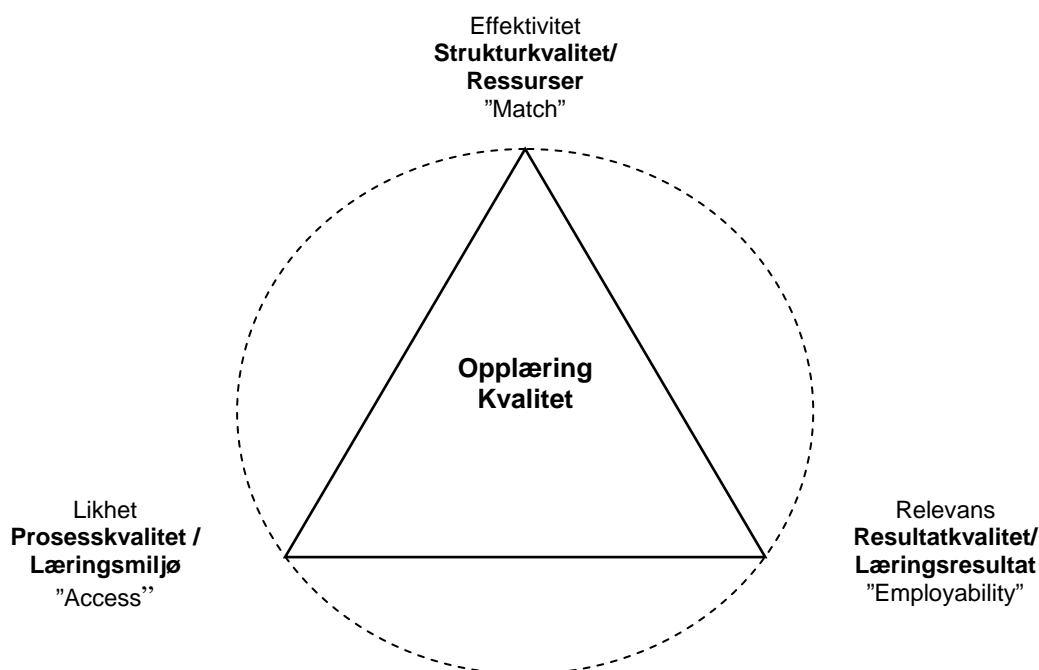 Effektivitet
Strukturkvalitet/
Ressurser
”Match”
Opplæring
Kvalitet
Likhet
Prosesskvalitet /
Læringsmiljø
”Access”
Relevans
Resultatkvalitet/
Læringsresultat
”Employability”